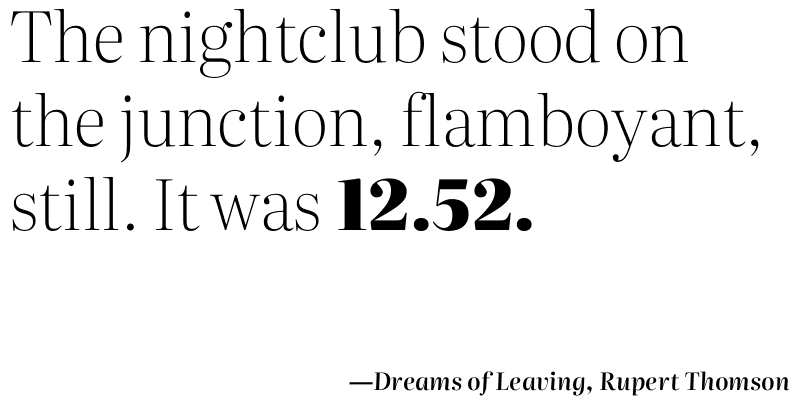 The nightclub stood on
the junction, flamboyant,
still. It was 12.52.
—Dreams of Leaving, Rupert Thomson